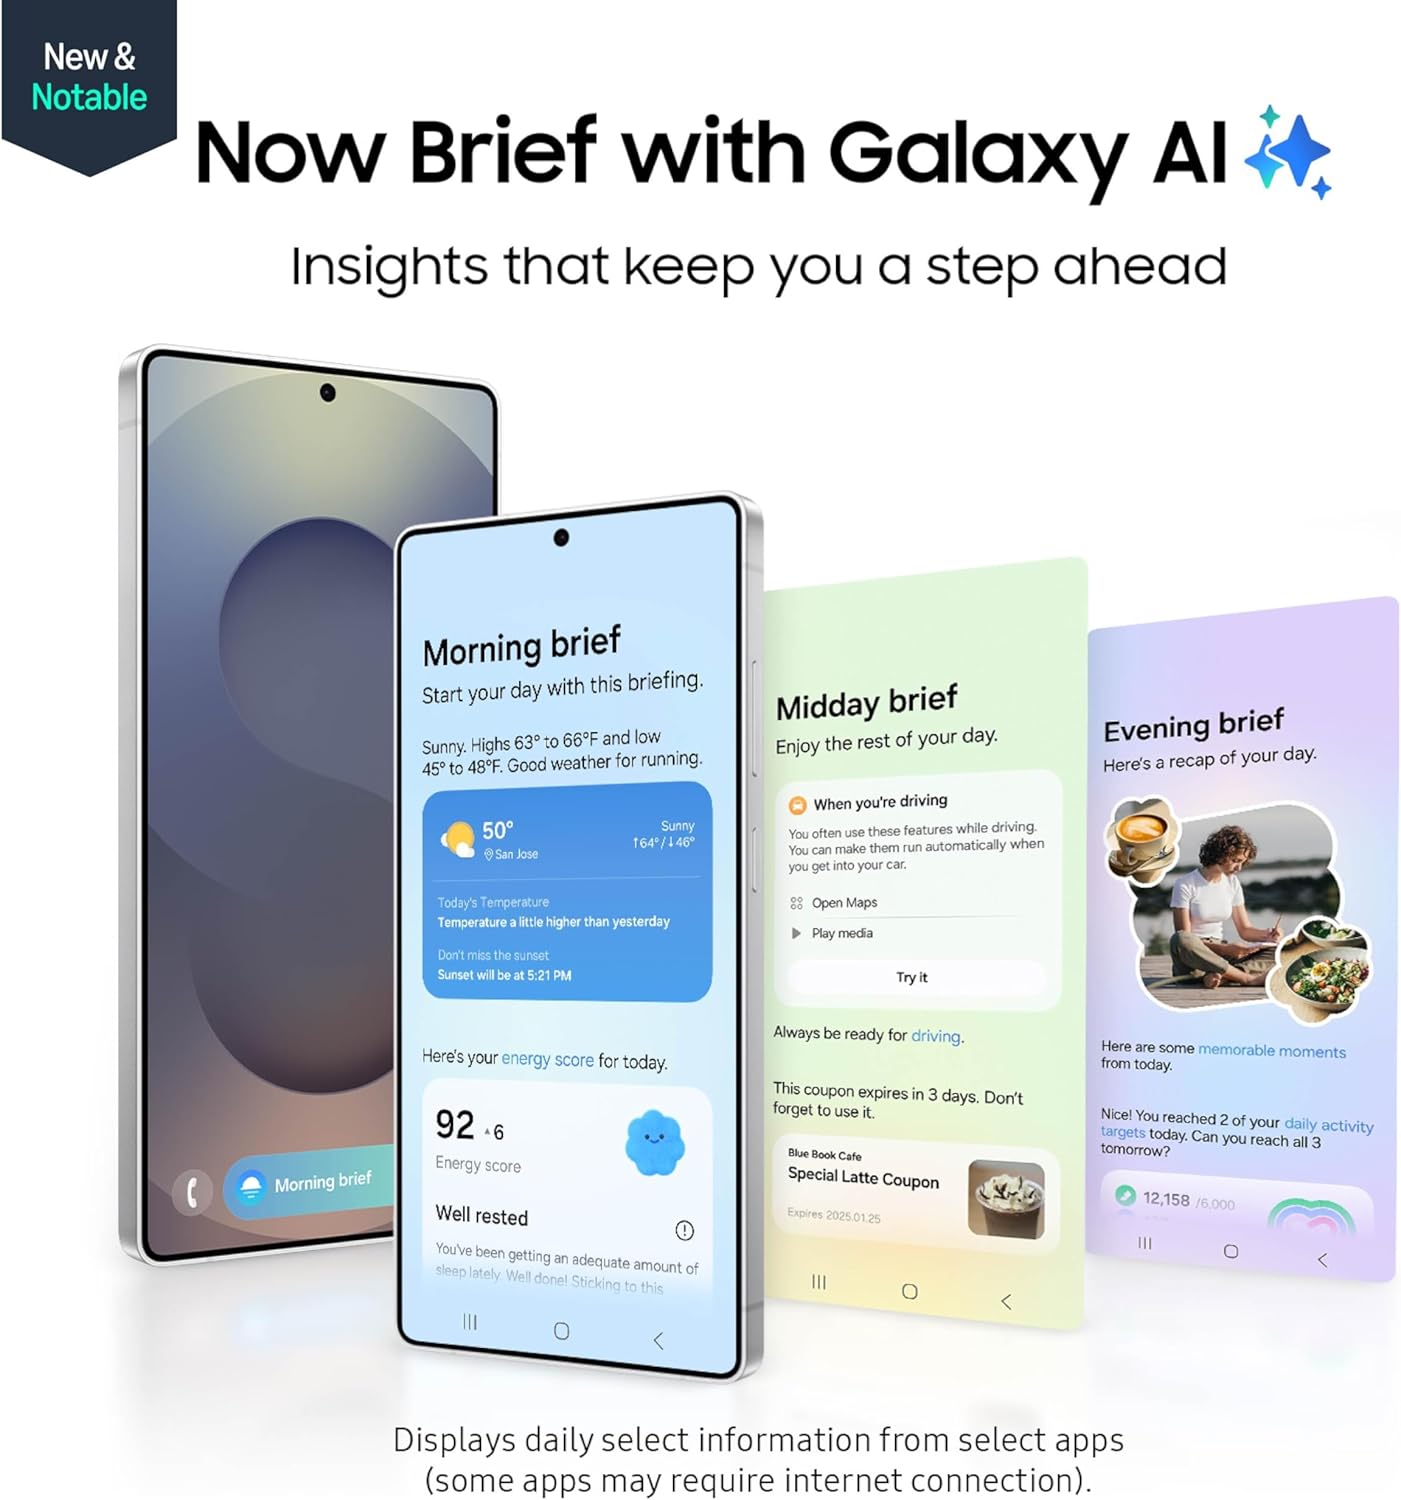 New &
Notable
Now Brief with Galaxy AI
Insights that keep you a step ahead
Morning brief
Morning brief
Start your day with this briefing.
Sunny. Highs 63° to 66°F and low
45° to 48°F. Good weather for running.
50°
San Jose
Sunny
↑64°/↓46°
Today's Temperature
Temperature a little higher than yesterday
Don't miss the sunset
Sunset will be at 5:21 PM
Here's your energy score for today.
92 ▲6
Energy score
Well rested
You've been getting an adequate amount of
sleep lately. Well done! Sticking to this
Midday brief
Enjoy the rest of your day.
When you're driving
You often use these features while driving.
You can make them run automatically when
you get into your car.
Open Maps
Play media
Try it
Always be ready for driving.
This coupon expires in 3 days. Don't
forget to use it.
Blue Book Cafe
Special Latte Coupon
Expires 2025.01.25
Evening brief
Here's a recap of your day.
Here are some memorable moments
from today.
Nice! You reached 2 of your daily activity
targets today. Can you reach all 3
tomorrow?
12,158 /6,000
Displays daily select information from select apps
(some apps may require internet connection).